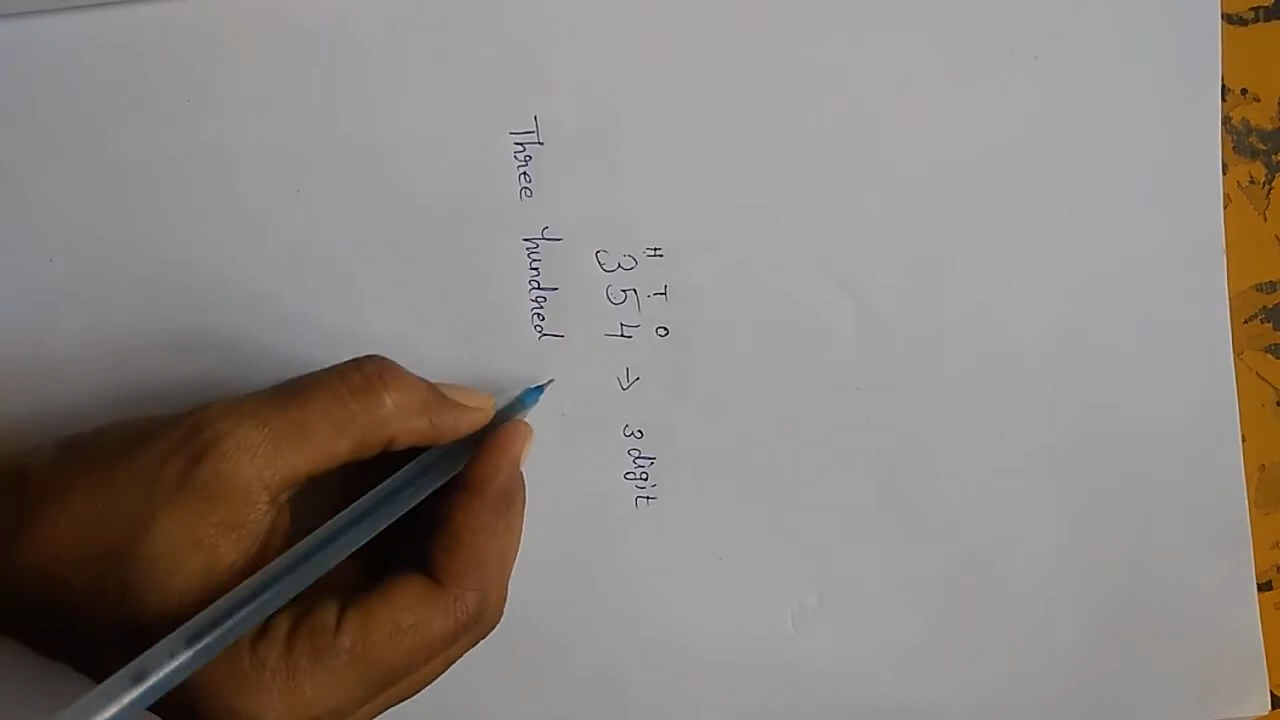 H T O
354 → 3 digit
Three hundred